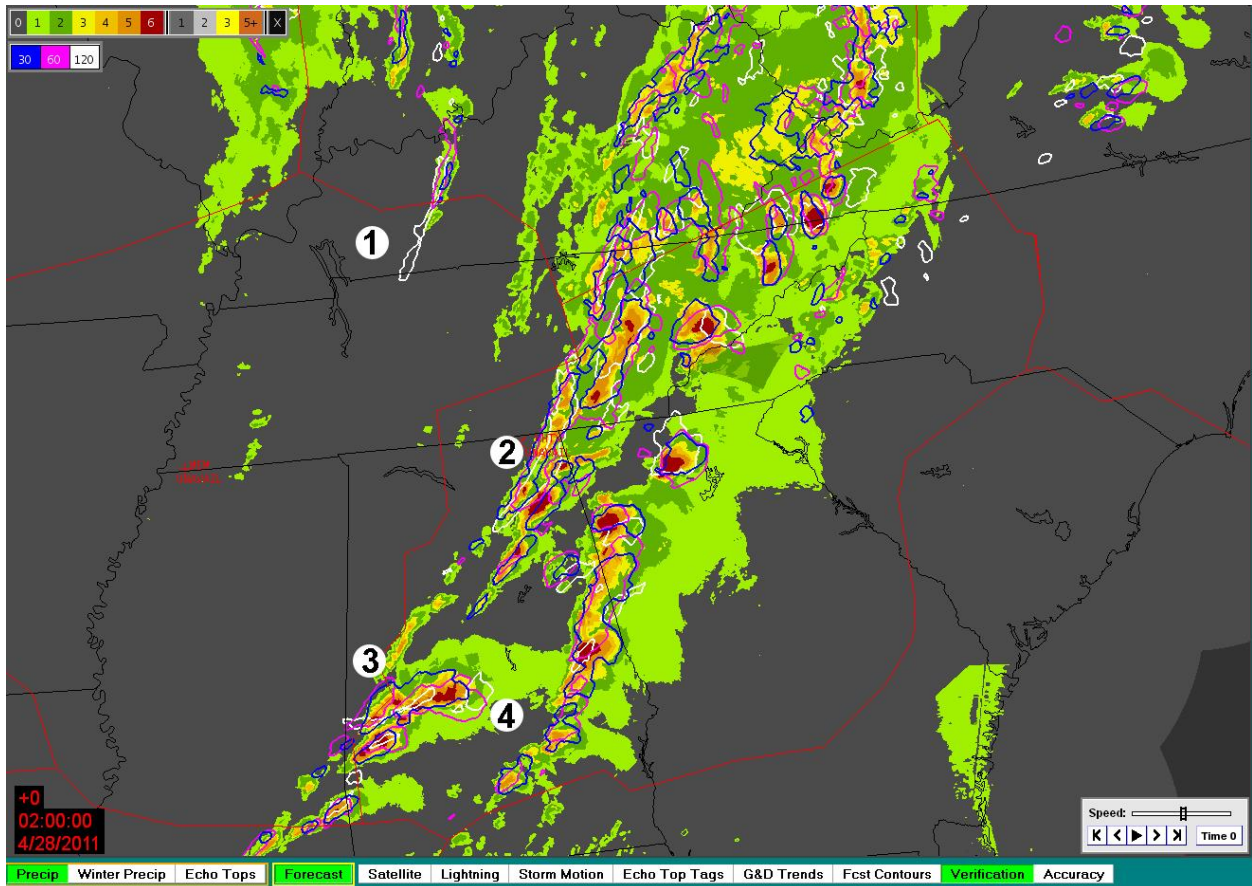 0 1 2 3 4 5 6 1 2 3 5+ X
30 60 120
1
2
3
4
+0
02:00:00
4/28/2011
Speed:
Time 0
Precip Winter Precip Echo Tops Forecast Satellite Lightning Storm Motion Echo Top Tags G&D Trends Fcst Contours Verification Accuracy